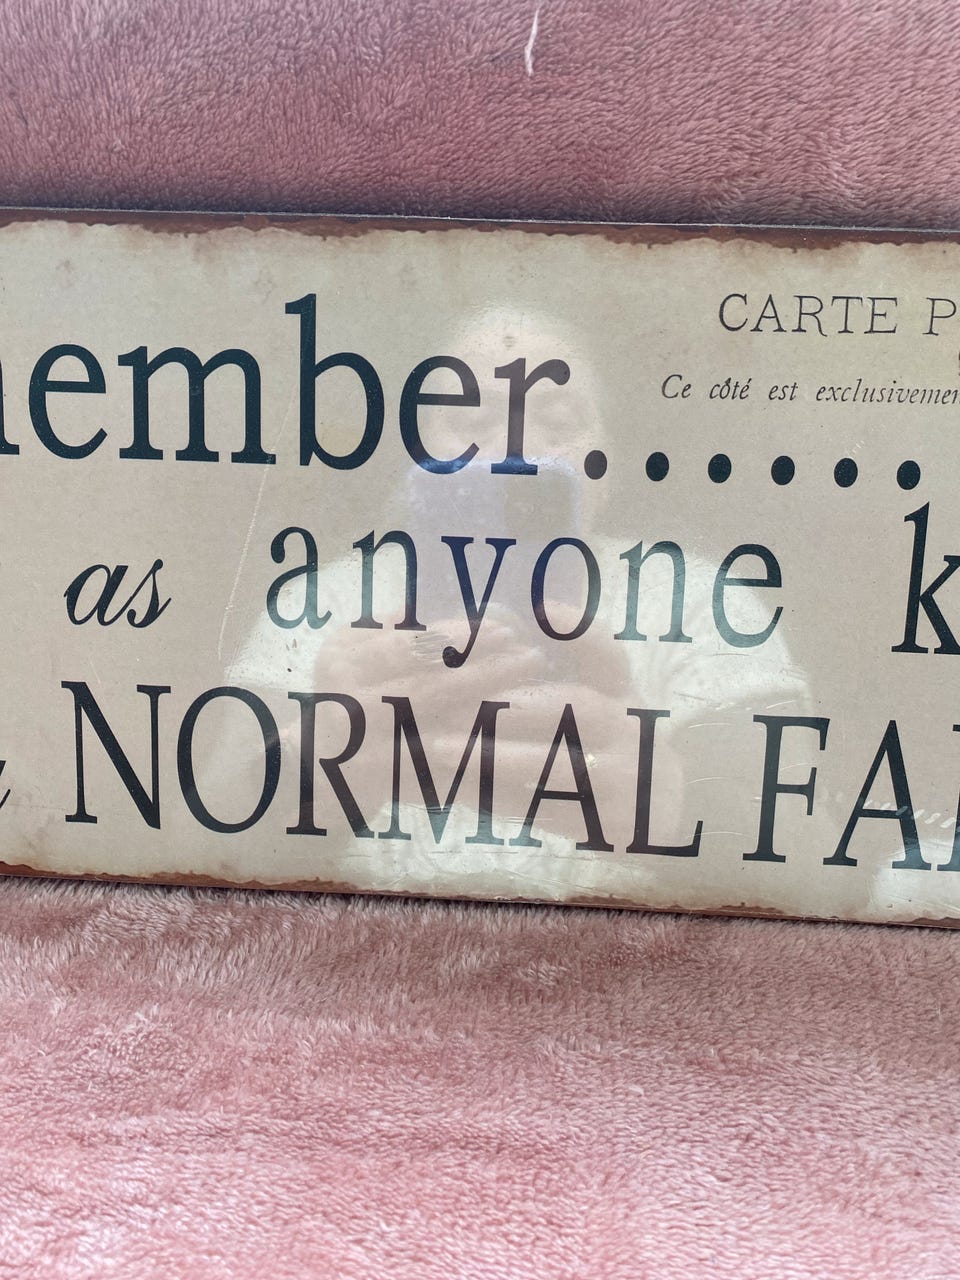 CARTE P
Ce côté est exclusivemen
ember......
as anyone k
NORMAL FA